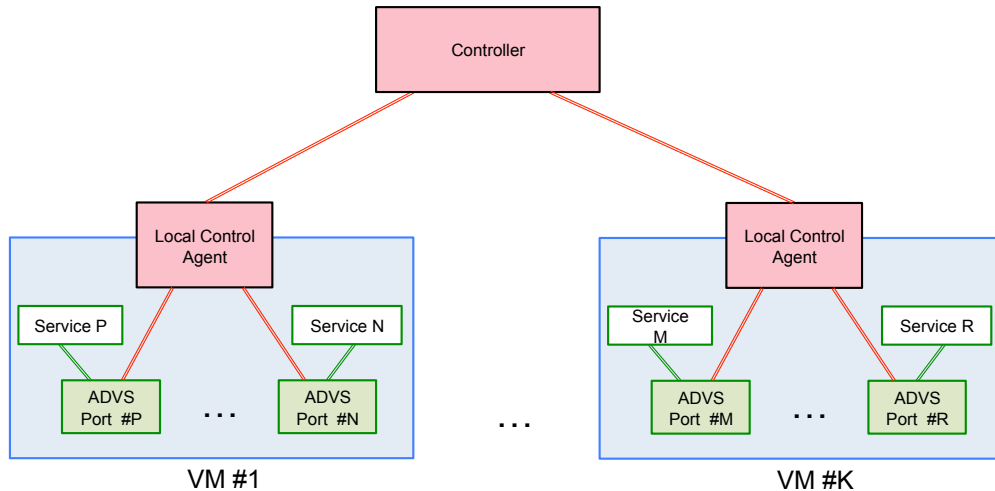 Controller
Local Control
Agent
Local Control
Agent
Service P
Service N
Service
M
Service R
ADVS
Port #P
...
ADVS
Port #N
...
ADVS
Port #M
...
ADVS
Port #R
VM #1
VM #K